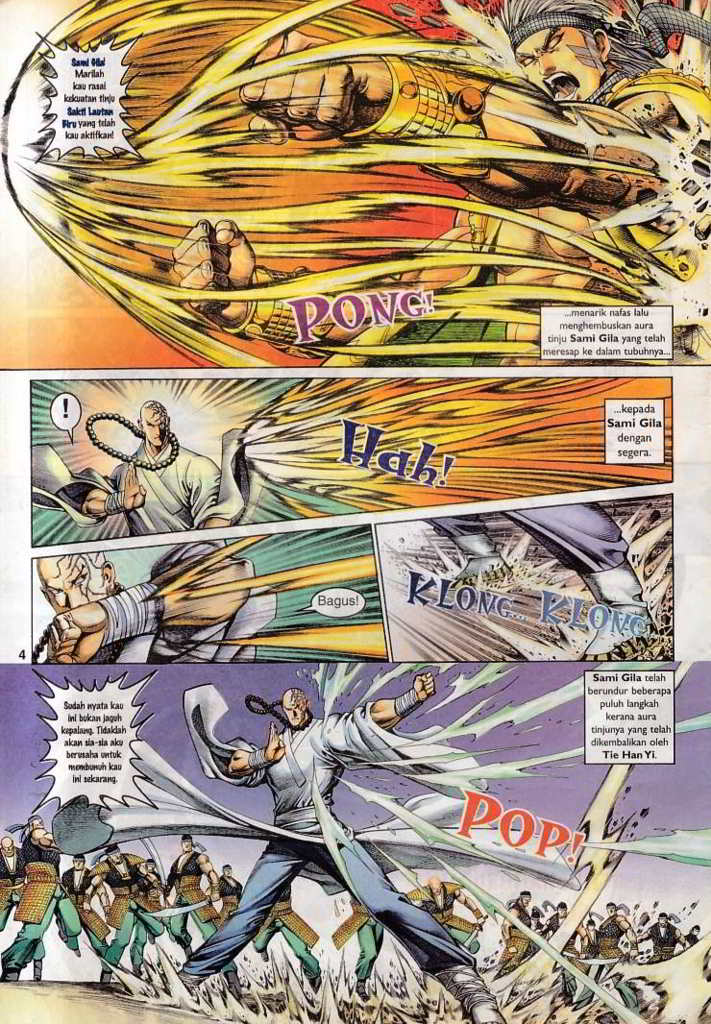 Sami Gila!
Marilah
kau rasai
kekuatan tinju
Sakti Lautan
Biru yang telah
kau aktifkan!
PONG!
...menarik nafas lalu
menghembuskan aura
tinju Sami Gila yang telah
meresap ke dalam tubuhnya...
!
Hah!
...kepada
Sami Gila
dengan
segera.
Bagus!
KLONG... KLONG
4
Sudah nyata kau
ini bukan jaguh
kepalang. Tidaklah
akan sia-sia aku
berusaha untuk
membunuh kau
ini sekarang.
Sami Gila telah
berundur beberapa
puluh langkah
kerana aura
tinjunya yang telah
dikembalikan oleh
Tie Han Yi.
POP!